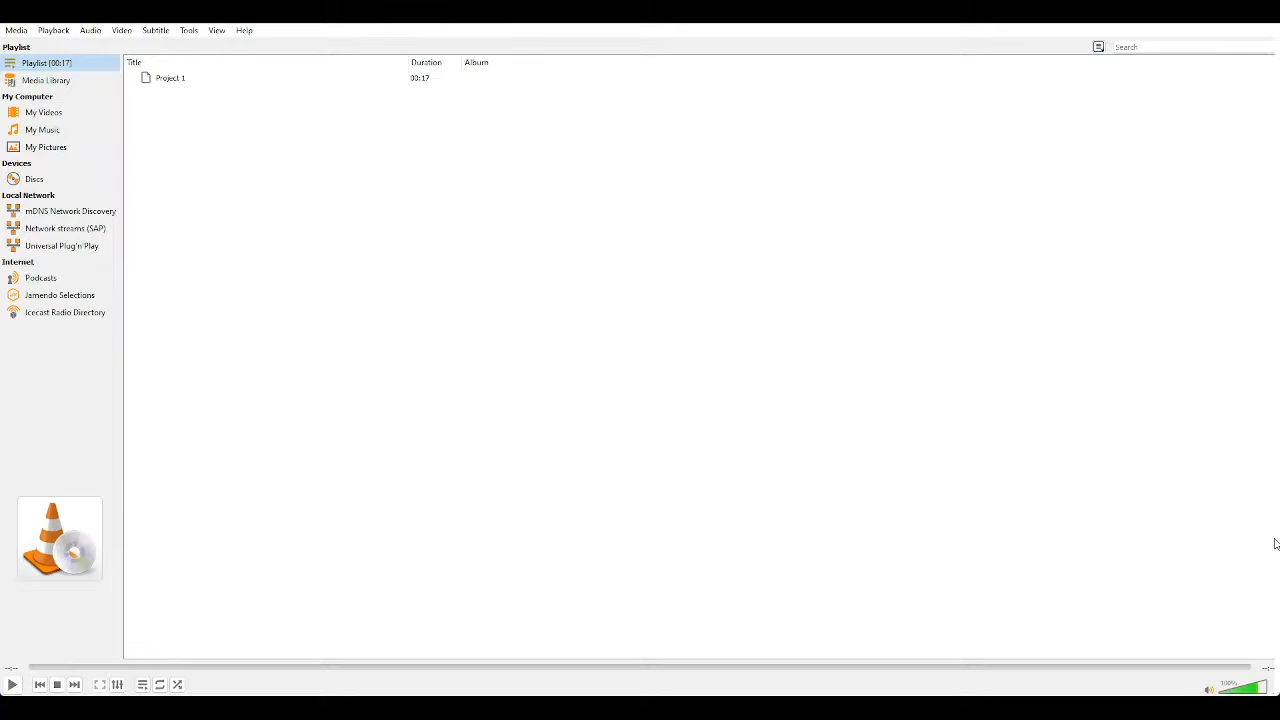 Media Playback Audio Video Subtitle Tools View Help
Playlist
Search
Playlist [00:17]
Media Library
My Computer
My Videos
My Music
My Pictures
Devices
Discs
Local Network
mDNS Network Discovery
Network streams (SAP)
Universal Plug'n'Play
Internet
Podcasts
Jamendo Selections
Icecast Radio Directory
Title Duration Album
Project 1 00:17
--:--
--:--
100%